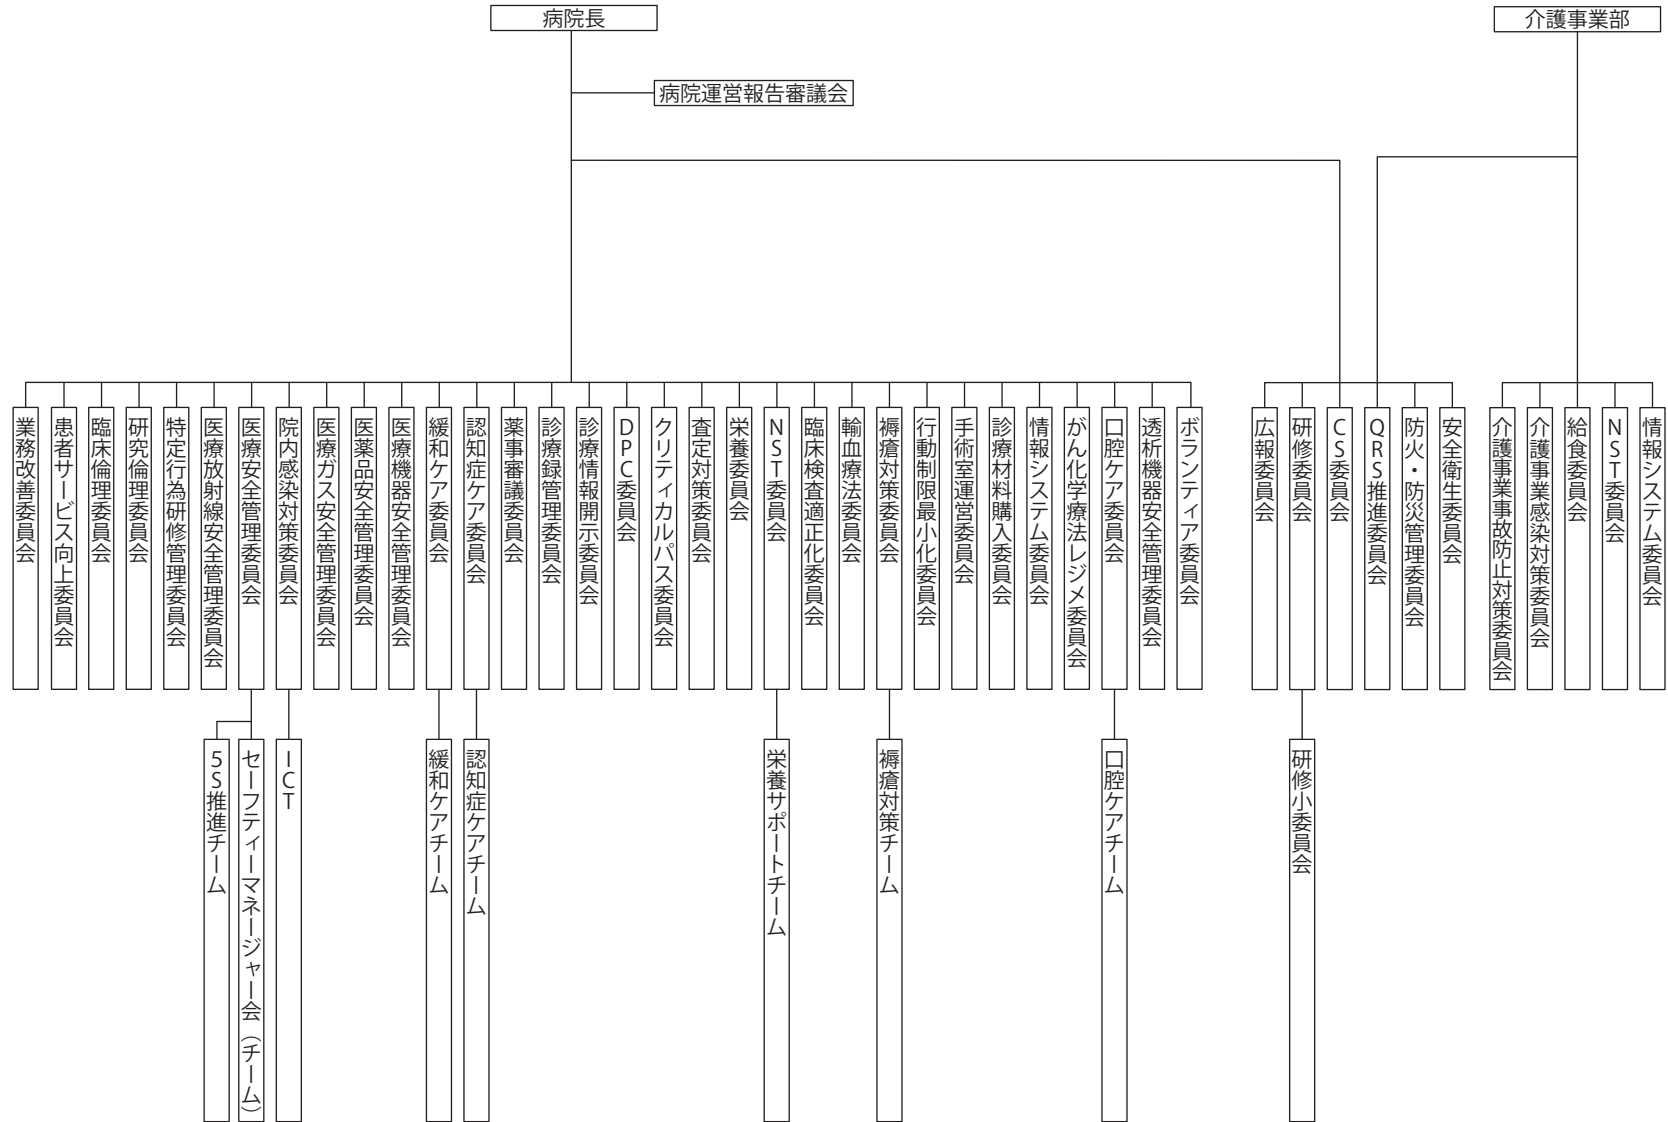 病院長
介護事業部
病院運営報告審議会
業務改善委員会
患者サービス向上委員会
臨床倫理委員会
研究倫理委員会
特定行為研修管理委員会
医療放射線安全管理委員会
医療安全管理委員会
院内感染対策委員会
医療ガス安全管理委員会
医薬品安全管理委員会
医療機器安全管理委員会
緩和ケア委員会
認知症ケア委員会
薬事審議委員会
診療録管理委員会
診療情報開示委員会
DPC委員会
クリティカルパス委員会
査定対策委員会
栄養委員会
NST委員会
臨床検査適正化委員会
輸血療法委員会
褥瘡対策委員会
行動制限最小化委員会
手術室運営委員会
診療材料購入委員会
情報システム委員会
がん化学療法レジメ委員会
口腔ケア委員会
透析機器安全管理委員会
ボランティア委員会
広報委員会
研修委員会
CS委員会
QRS推進委員会
防火・防災管理委員会
安全衛生委員会
介護事業事故防止対策委員会
介護事業感染対策委員会
給食委員会
NST委員会
情報システム委員会
5S推進チーム
セーフティーマネージャー会（チーム）
ICT
緩和ケアチーム
認知症ケアチーム
栄養サポートチーム
褥瘡対策チーム
口腔ケアチーム
研修小委員会